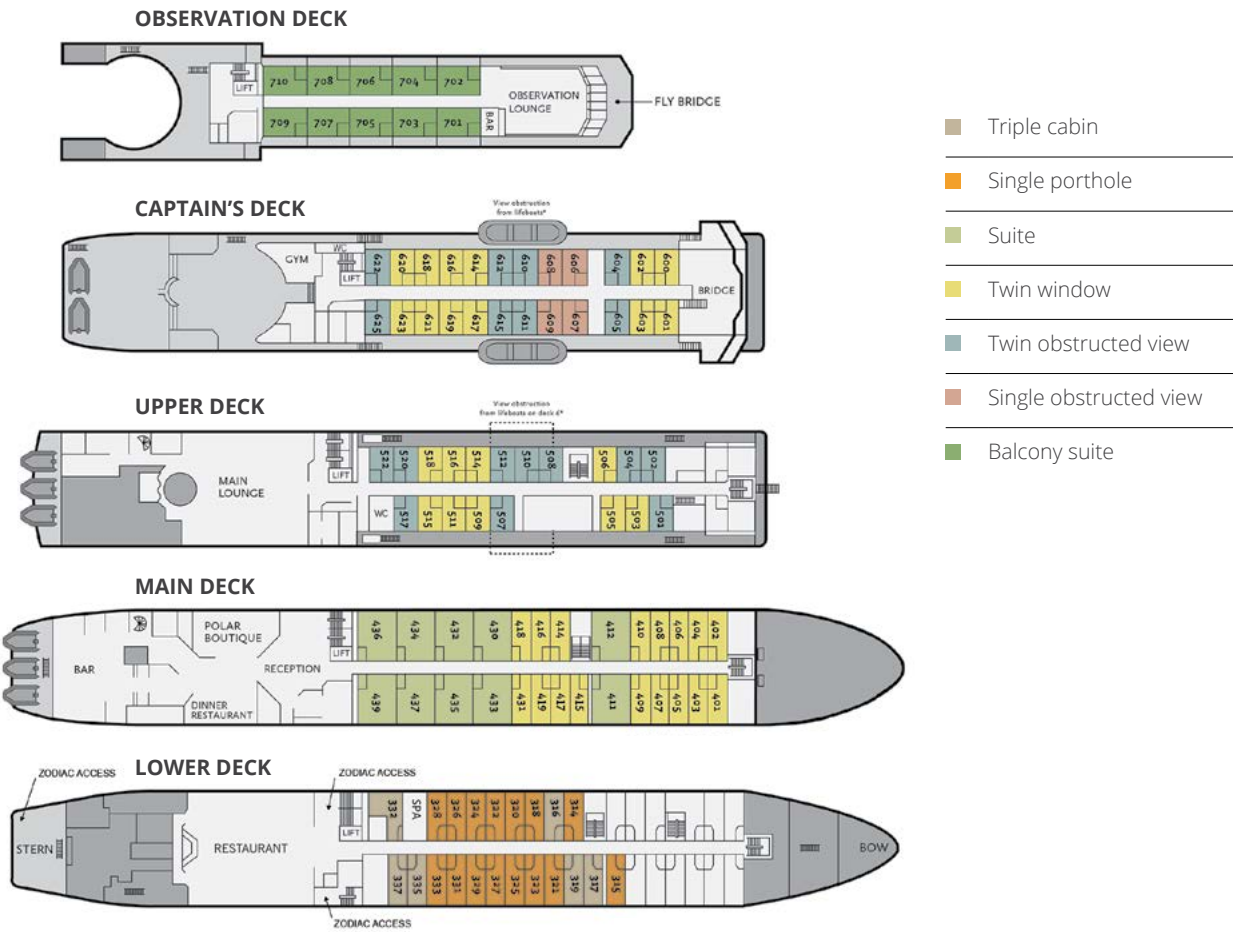 OBSERVATION DECK
LIFT
710 708 706 704 702
709 707 705 703 701
BAR
OBSERVATION
LOUNGE
FLY BRIDGE
CAPTAIN'S DECK
View obstruction
from lifeboats*
WC
GYM
LIFT
622 620 618 616 614 612 610 608 606 604 602 600
625 623 621 619 617 615 611 609 607 605 603 601
BRIDGE
UPPER DECK
View obstruction
from lifeboats on deck 6*
MAIN
LOUNGE
LIFT
522 520 518 516 514 512 510 508 506 504 502
WC
517 515 511 509 507 505 503 501
MAIN DECK
BAR
POLAR
BOUTIQUE
RECEPTION
DINNER
RESTAURANT
LIFT
436 434 432 430 418 416 414 412 410 408 406 404 402
439 437 435 433 431 419 417 415 411 409 407 405 403 401
LOWER DECK
ZODIAC ACCESS
ZODIAC ACCESS
STERN
RESTAURANT
LIFT
332 SPA 328 326 324 322 320 318 316 314
337 335 333 331 329 327 325 323 321 319 317 315
BOW
ZODIAC ACCESS
Triple cabin
Single porthole
Suite
Twin window
Twin obstructed view
Single obstructed view
Balcony suite